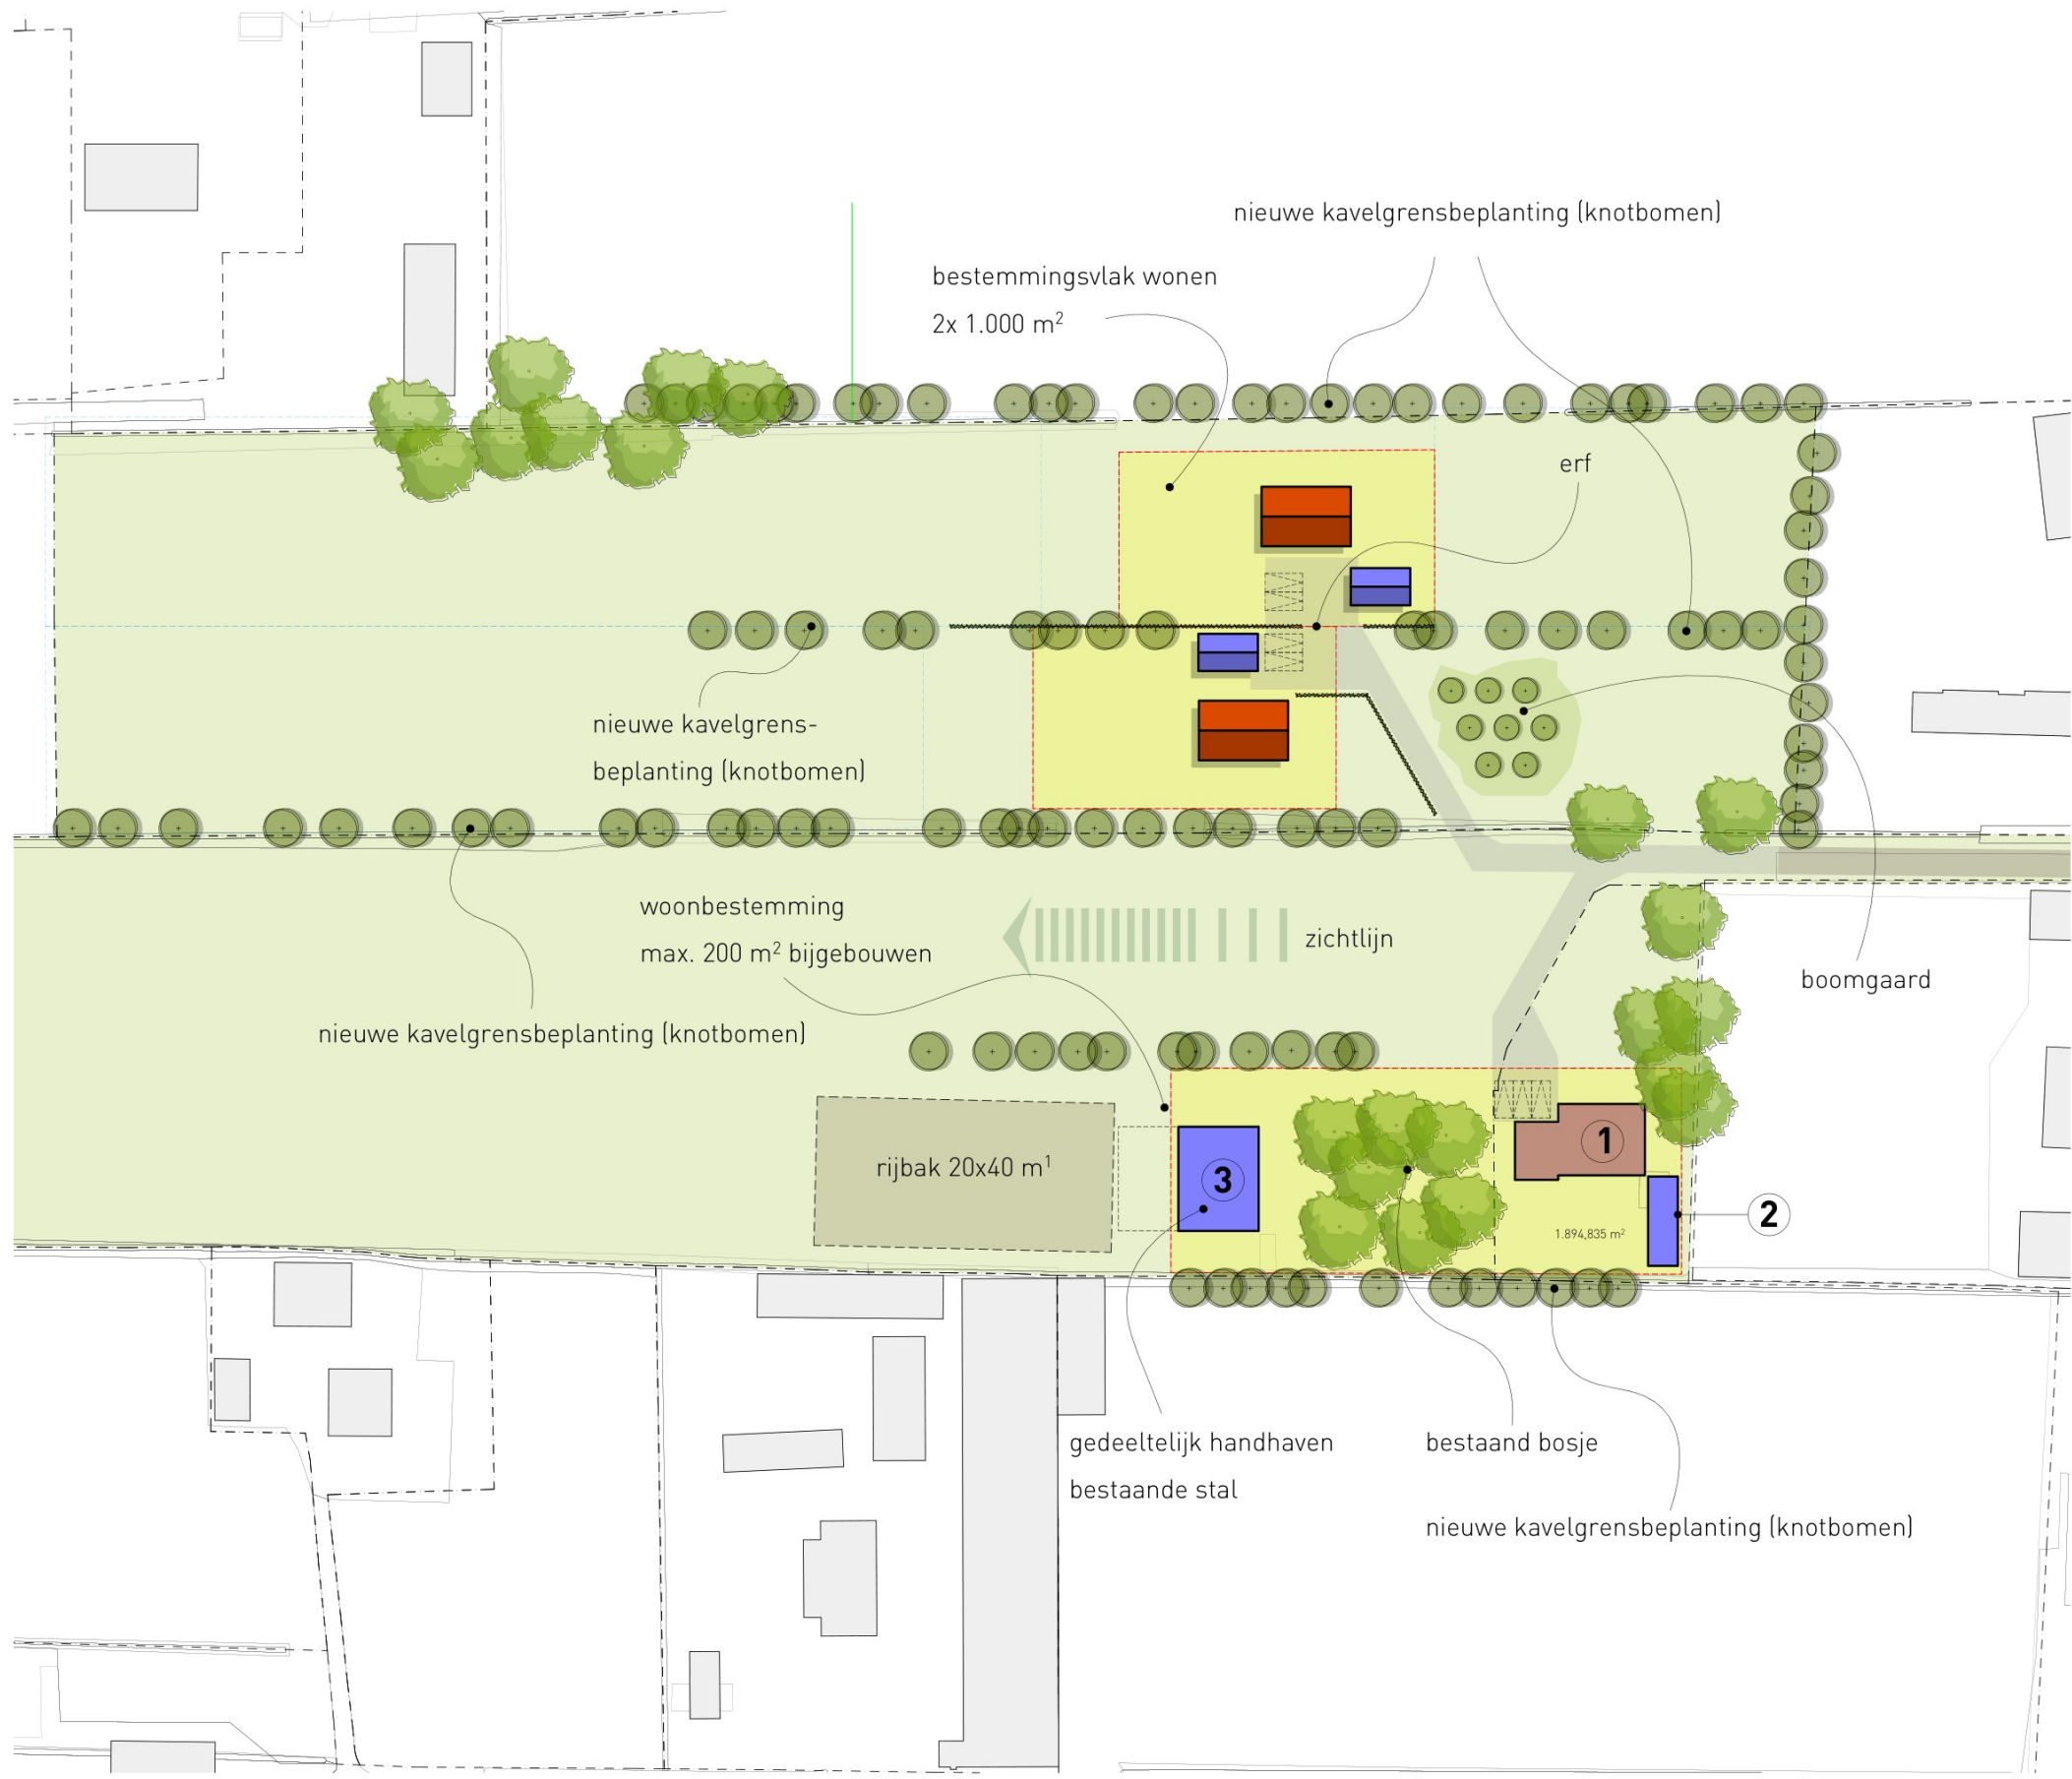 nieuwe kavelgrensbeplanting (knotbomen)
bestemmingsvlak wonen
2x 1.000 m²
erf
nieuwe kavelgrens-
beplanting (knotbomen)
woonbestemming
max. 200 m² bijgebouwen
zichtlijn
boomgaard
nieuwe kavelgrensbeplanting (knotbomen)
rijbak 20x40 m¹
3
1
2
1.894,835 m²
gedeeltelijk handhaven
bestaande stal
bestaand bosje
nieuwe kavelgrensbeplanting (knotbomen)